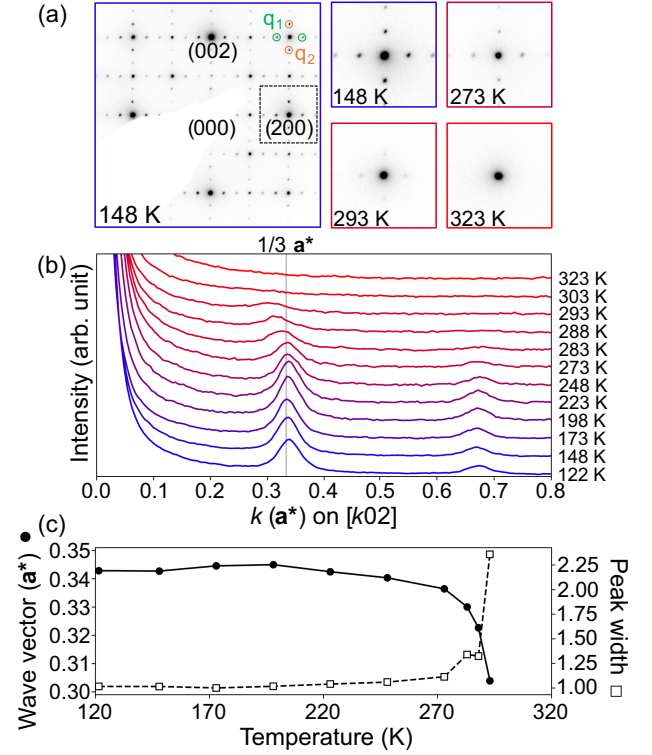 (a)
q1
(002)
q2
(000)
(200)
148 K
148 K
273 K
293 K
323 K
1/3 a*
(b)
Intensity (arb. unit)
323 K
303 K
293 K
288 K
283 K
273 K
248 K
223 K
198 K
173 K
148 K
122 K
0.0 0.1 0.2 0.3 0.4 0.5 0.6 0.7 0.8
k (a*) on [k02]
(c)
Wave vector (a*)
0.35
0.34
0.33
0.32
0.31
0.30
2.25
2.00
1.75
1.50
1.25
1.00
Peak width
120 160 200 240 280 320
Temperature (K)